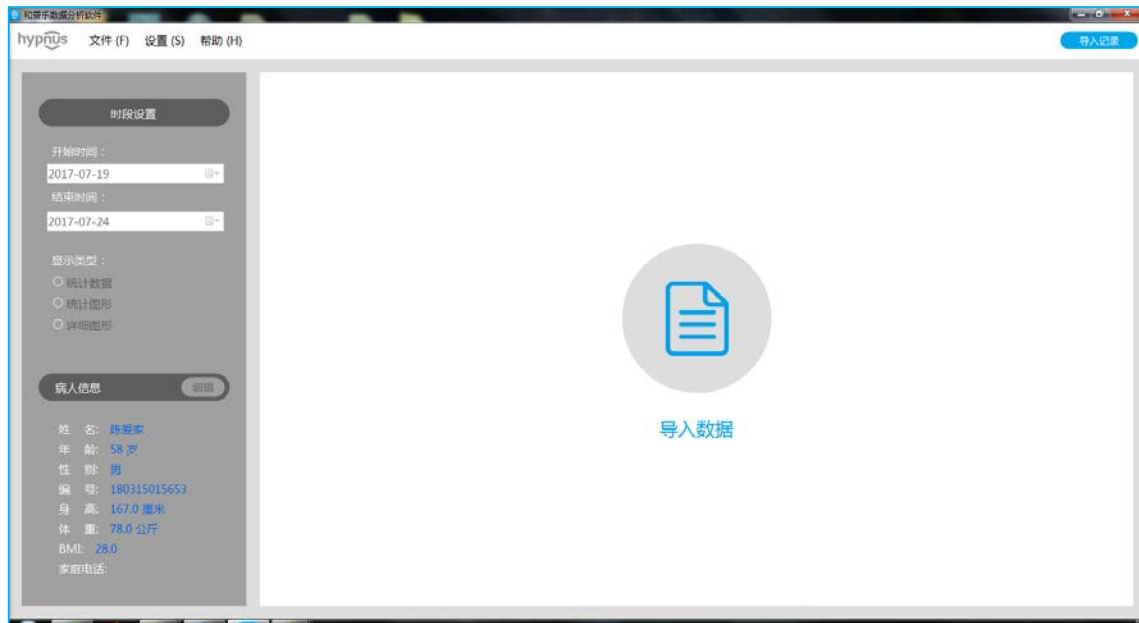 和普乐数据分析软件
hypnus 文件 (F) 设置 (S) 帮助 (H) 导入记录
时段设置
开始时间：
2017-07-19
结束时间：
2017-07-24
显示类型：
统计数据
统计图形
详细图形
病人信息 编辑
姓 名: 陈爱家
年 龄: 58 岁
性 别: 男
编 号: 180315015653
身 高: 167.0 厘米
体 重: 78.0 公斤
BMI: 28.0
家庭电话:
导入数据